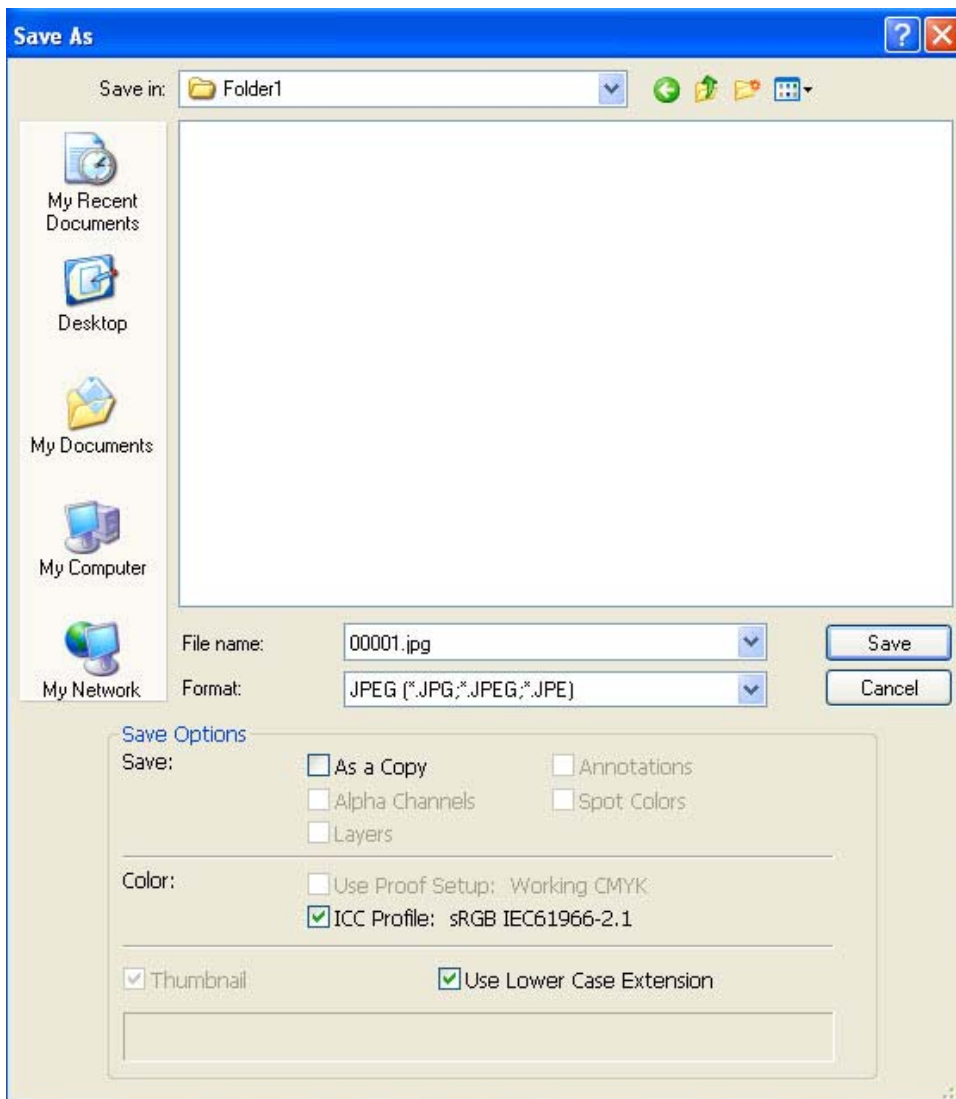 Save As
Save in: Folder1
My Recent
Documents
Desktop
My Documents
My Computer
My Network
File name: 00001.jpg Save
Format: JPEG (*.JPG;*.JPEG;*.JPE) Cancel
Save Options
Save: As a Copy Annotations
Alpha Channels Spot Colors
Layers
Color: Use Proof Setup: Working CMYK
ICC Profile: sRGB IEC61966-2.1
Thumbnail Use Lower Case Extension